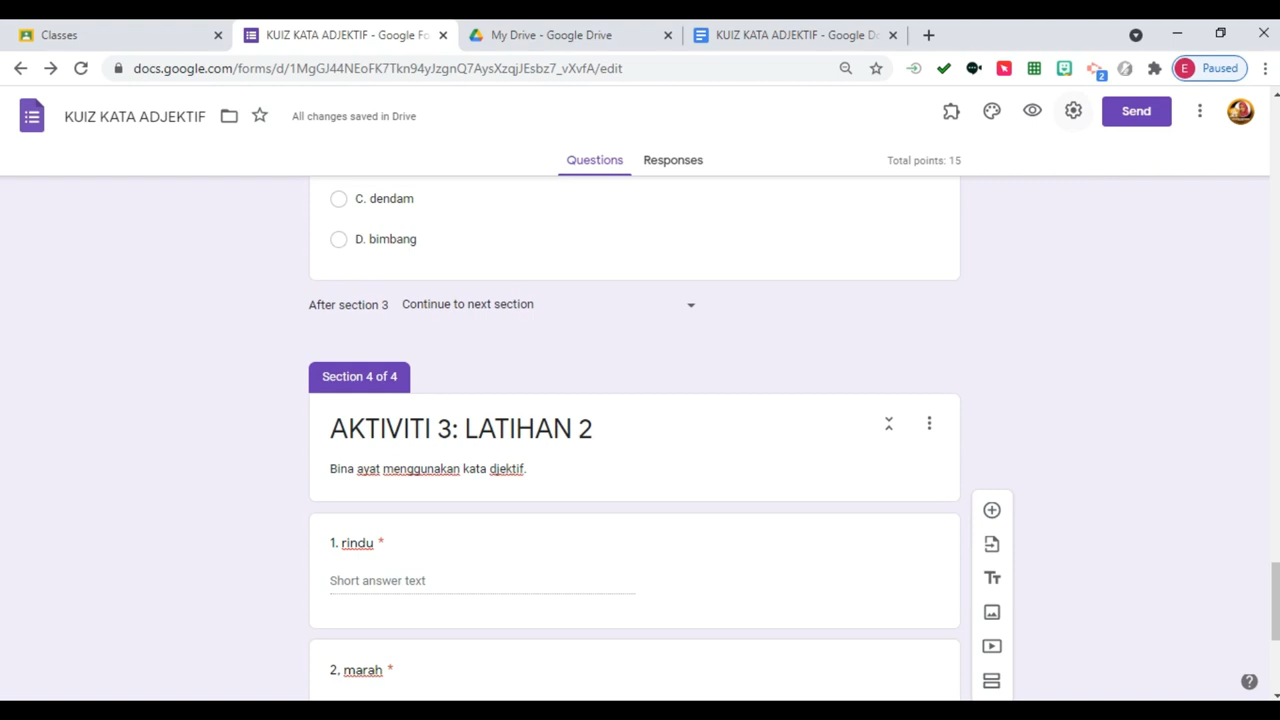 Classes
KUIZ KATA ADJEKTIF - Google Fo
My Drive - Google Drive
KUIZ KATA ADJEKTIF - Google D
docs.google.com/forms/d/1MgGJ44NEoFK7Tkn94yJzgnQ7AysXzqjJEsbz7_vXvfA/edit
2
E
Paused
KUIZ KATA ADJEKTIF
All changes saved in Drive
Send
Questions
Responses
Total points: 15
C. dendam
D. bimbang
After section 3
Continue to next section
Section 4 of 4
AKTIVITI 3: LATIHAN 2
Bina ayat menggunakan kata djektif.
1. rindu *
Short answer text
2, marah *